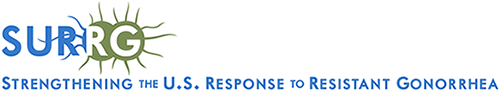 SURRG
STRENGTHENING THE U.S. RESPONSE TO RESISTANT GONORRHEA